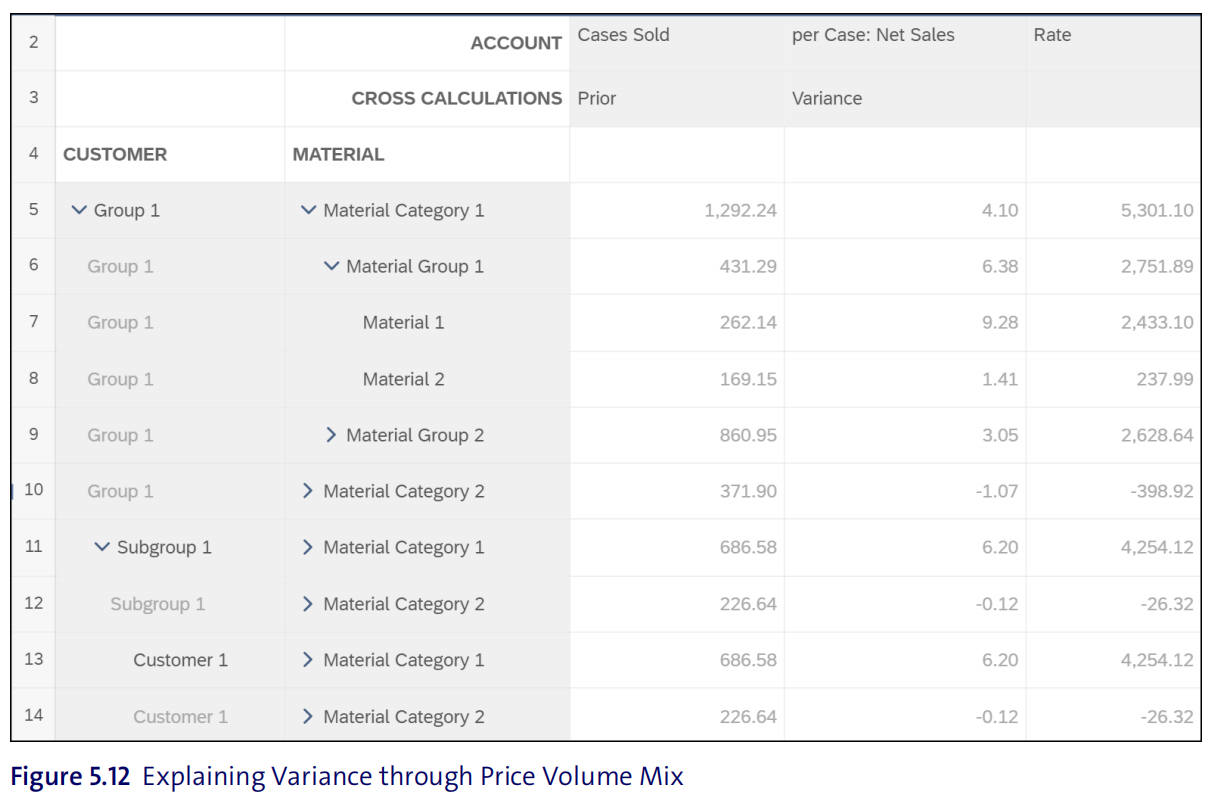 2 ACCOUNT Cases Sold per Case: Net Sales Rate
3 CROSS CALCULATIONS Prior Variance
4 CUSTOMER MATERIAL
5 Group 1 Material Category 1 1,292.24 4.10 5,301.10
6 Group 1 Material Group 1 431.29 6.38 2,751.89
7 Group 1 Material 1 262.14 9.28 2,433.10
8 Group 1 Material 2 169.15 1.41 237.99
9 Group 1 Material Group 2 860.95 3.05 2,628.64
10 Group 1 Material Category 2 371.90 -1.07 -398.92
11 Subgroup 1 Material Category 1 686.58 6.20 4,254.12
12 Subgroup 1 Material Category 2 226.64 -0.12 -26.32
13 Customer 1 Material Category 1 686.58 6.20 4,254.12
14 Customer 1 Material Category 2 226.64 -0.12 -26.32
Figure 5.12 Explaining Variance through Price Volume Mix